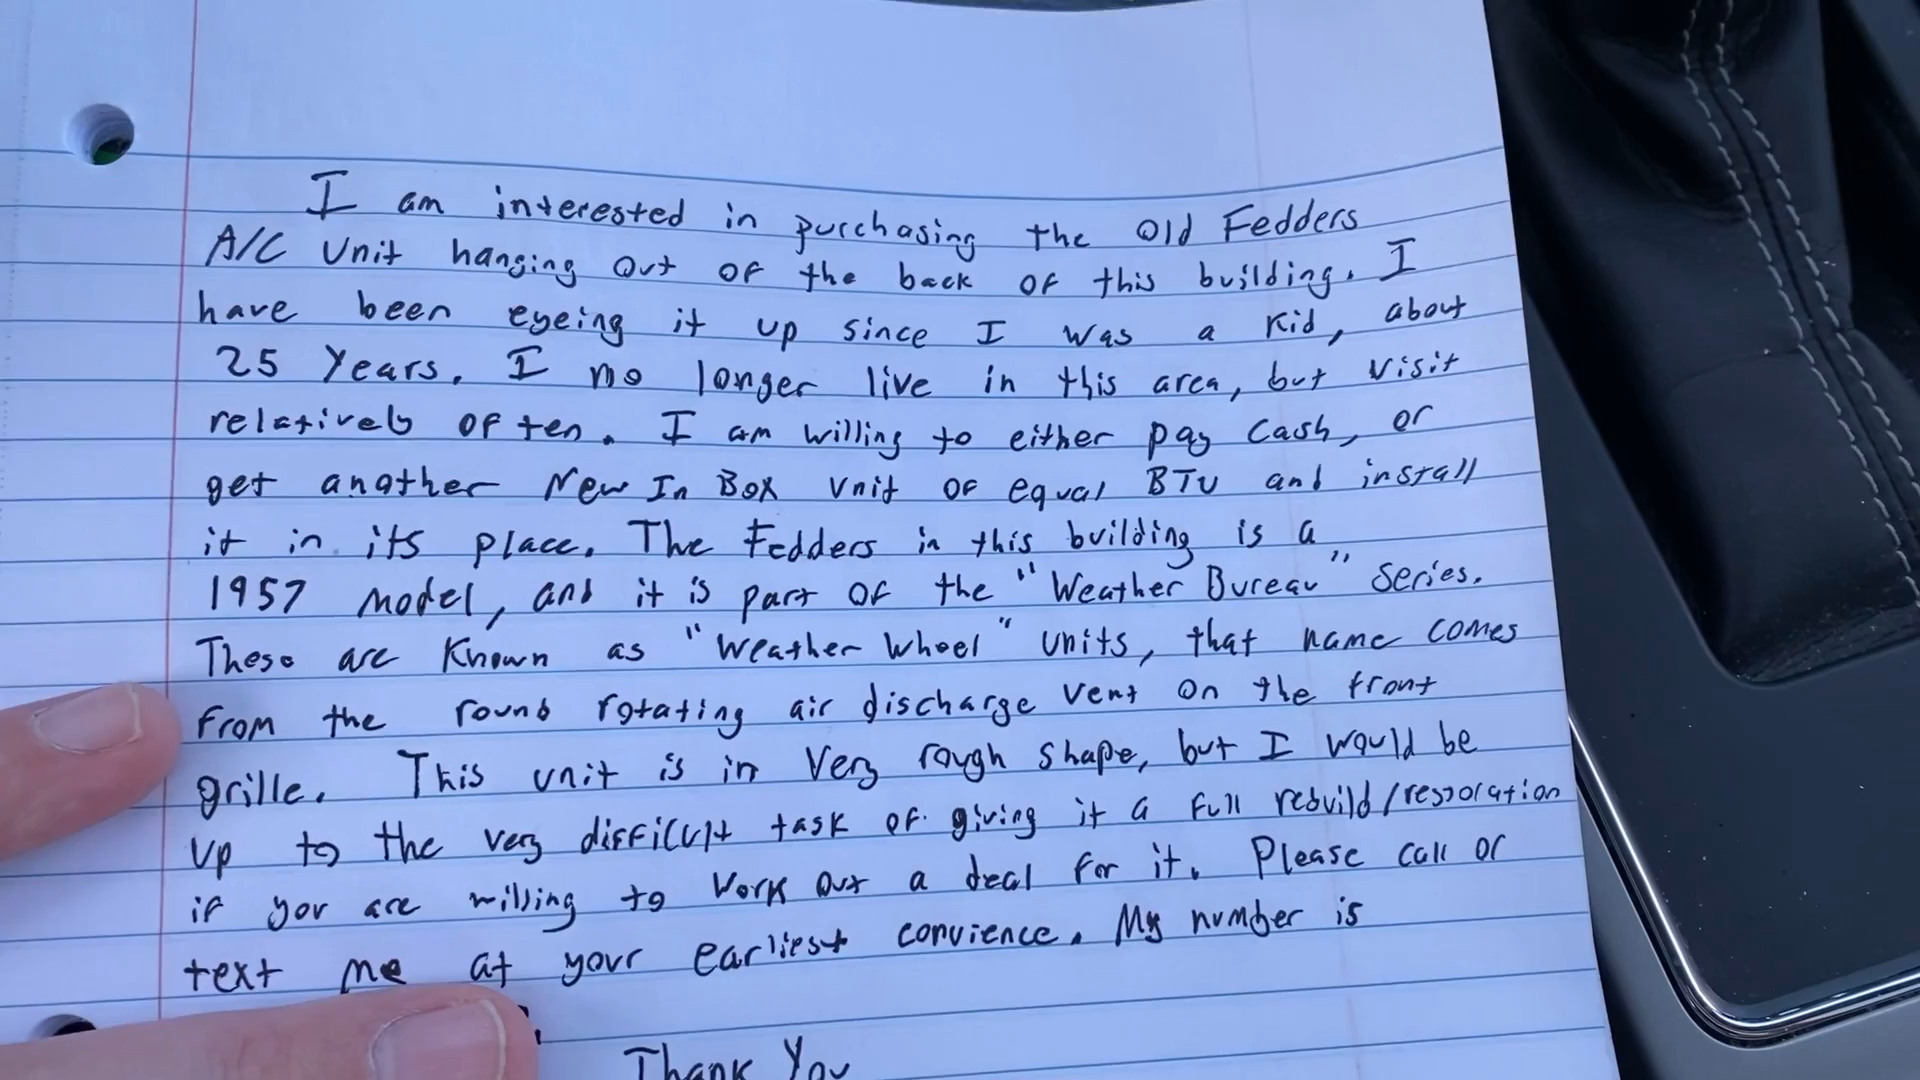 I am interested in purchasing the Old Fedders
A/C Unit hanging out of the back of this building. I
have been eyeing it up since I was a kid, about
25 Years. I no longer live in this area, but visit
relatively often. I am willing to either pay cash, or
get another New In Box Unit of equal BTU and install
it in its place. The Fedders in this building is a
1957 model, and it is part of the "Weather Bureau" series.
These are Known as "Weather Wheel" units, that name comes
from the round rotating air discharge vent on the front
grille. This unit is in Very rough shape, but I would be
up to the very difficult task of giving it a full rebuild/restoration
if you are willing to work out a deal for it. Please call or
text me at your earliest convience. My number is
Thank You